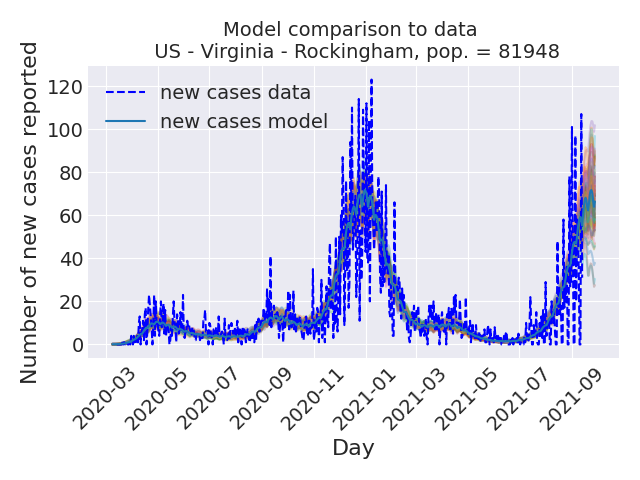 Model comparison to data
US - Virginia - Rockingham, pop. = 81948
Number of new cases reported
120
100
80
60
40
20
0
new cases data
new cases model
2020-03
2020-05
2020-07
2020-09
2020-11
2021-01
2021-03
2021-05
2021-07
2021-09
Day